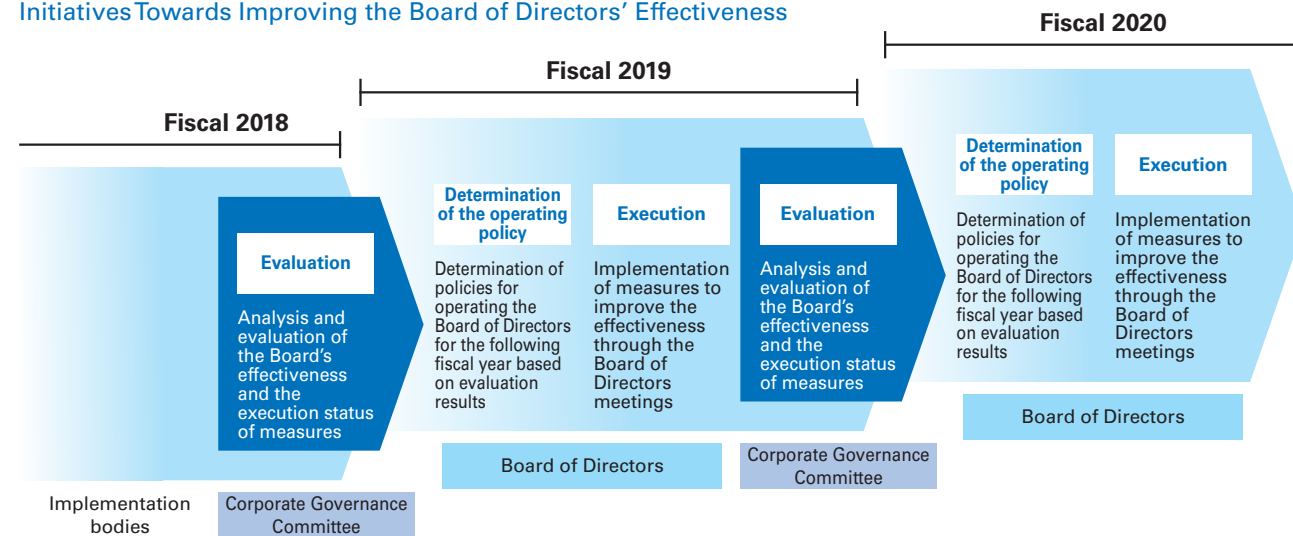 Initiatives Towards Improving the Board of Directors' Effectiveness
Fiscal 2018
Evaluation
Analysis and
evaluation of
the Board's
effectiveness
and the
execution status
of measures
Implementation
bodies
Corporate Governance
Committee
Fiscal 2019
Determination
of the operating
policy
Determination of
policies for
operating the
Board of Directors
for the following
fiscal year based
on evaluation
results
Execution
Implementation
of measures to
improve the
effectiveness
through the
Board of
Directors
meetings
Board of Directors
Evaluation
Analysis and
evaluation of
the Board's
effectiveness
and the
execution status
of measures
Corporate Governance
Committee
Fiscal 2020
Determination
of the operating
policy
Determination of
policies for
operating the
Board of Directors
for the following
fiscal year based
on evaluation
results
Execution
Implementation
of measures to
improve the
effectiveness
through the
Board of
Directors
meetings
Board of Directors